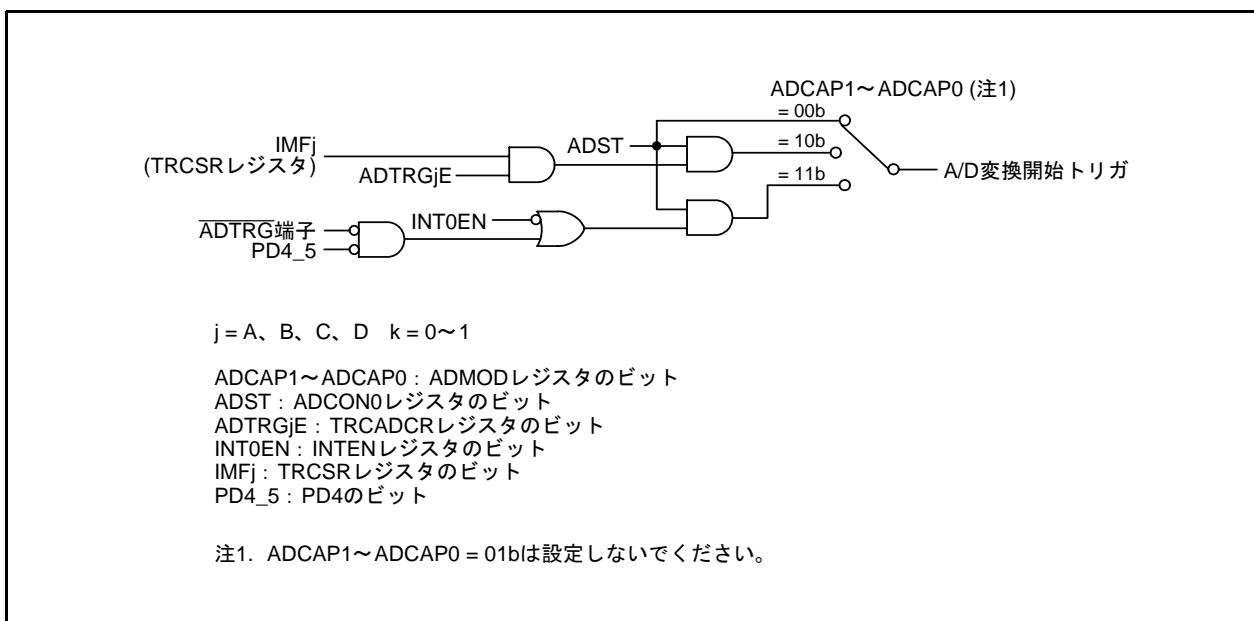 ADCAP1～ADCAP0 (注1)
= 00b
IMFj
(TRCSRレジスタ)
ADST
= 10b
ADTRGjE
A/D変換開始トリガ
= 11b
INT0EN
ADTRG端子
PD4_5
j = A、B、C、D k = 0～1
ADCAP1～ADCAP0：ADMODレジスタのビット
ADST：ADCON0レジスタのビット
ADTRGjE：TRCADCRレジスタのビット
INT0EN：INTENレジスタのビット
IMFj：TRCSRレジスタのビット
PD4_5：PD4のビット
注1. ADCAP1～ADCAP0 = 01bは設定しないでください。